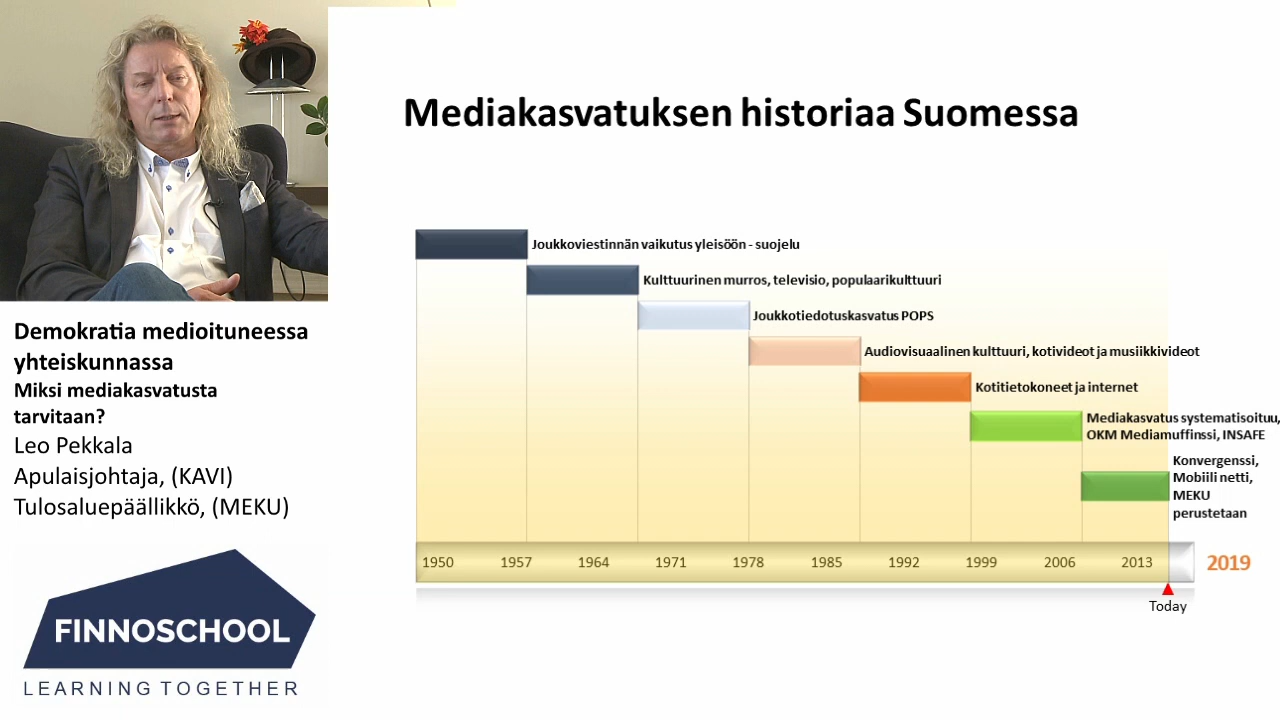 Mediakasvatuksen historiaa Suomessa
Joukkoviestinnän vaikutus yleisöön - suojelu
Kulttuurinen murros, televisio, populaarikulttuuri
Joukkotiedotuskasvatus POPS
Audiovisuaalinen kulttuuri, kotivideot ja musiikkivideot
Kotitietokoneet ja internet
Mediakasvatus systematisoituu,
OKM Mediamuffinssi, INSAFE
Konvergenssi,
Mobiili netti,
MEKU
perustetaan
1950 1957 1964 1971 1978 1985 1992 1999 2006 2013 2019
Today
Demokratia medioituneessa
yhteiskunnassa
Miksi mediakasvatusta
tarvitaan?
Leo Pekkala
Apulaisjohtaja, (KAVI)
Tulosaluepäällikkö, (MEKU)
FINNOSCHOOL
LEARNING TOGETHER